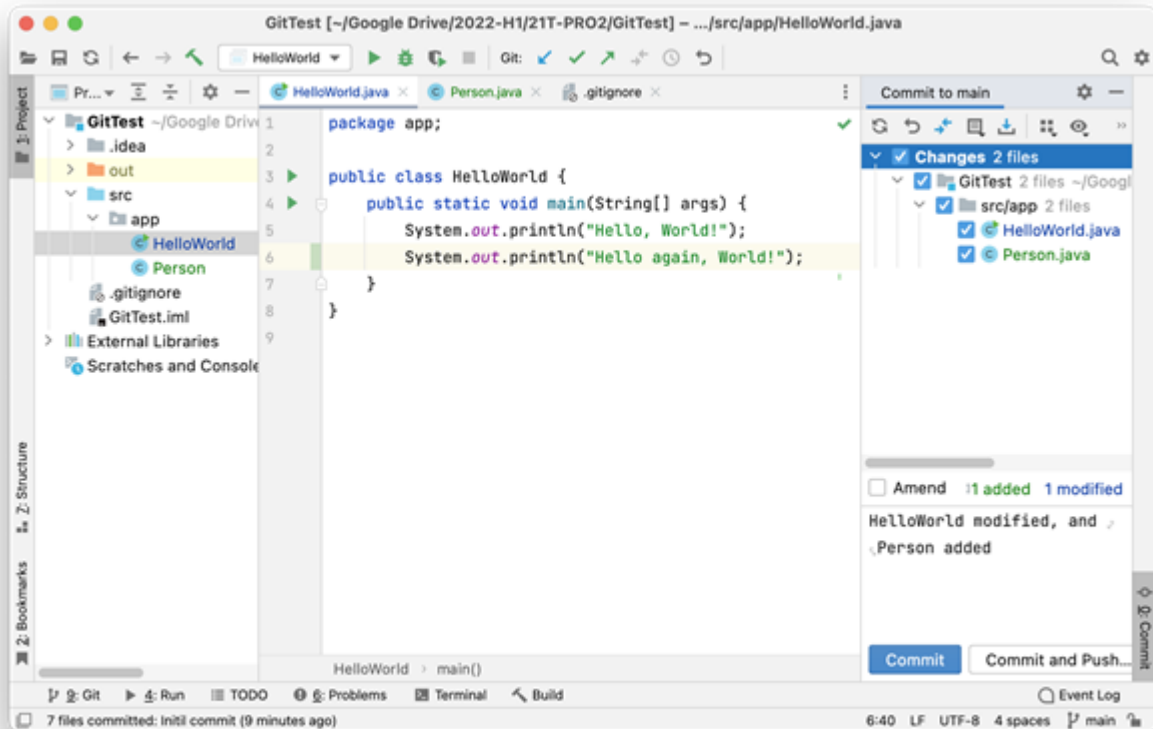 GitTest [~/Google Drive/2022-H1/21T-PRO2/GitTest] – .../src/app/HelloWorld.java
HelloWorld
Git:
1: Project
Pr...
HelloWorld.java
Person.java
.gitignore
Commit to main
GitTest ~/Google Driv
.idea
out
src
app
HelloWorld
Person
.gitignore
GitTest.iml
External Libraries
Scratches and Console
1 package app;
2
3 public class HelloWorld {
4 public static void main(String[] args) {
5 System.out.println("Hello, World!");
6 System.out.println("Hello again, World!");
7 }
8 }
9
Changes 2 files
GitTest 2 files ~/Googl
src/app 2 files
HelloWorld.java
Person.java
Amend 1 added 1 modified
HelloWorld modified, and
Person added
Commit
Commit and Push...
Z: Structure
2: Bookmarks
0: Commit
HelloWorld › main()
9: Git
4: Run
TODO
6: Problems
Terminal
Build
Event Log
7 files committed: Initil commit (9 minutes ago)
6:40 LF UTF-8 4 spaces main